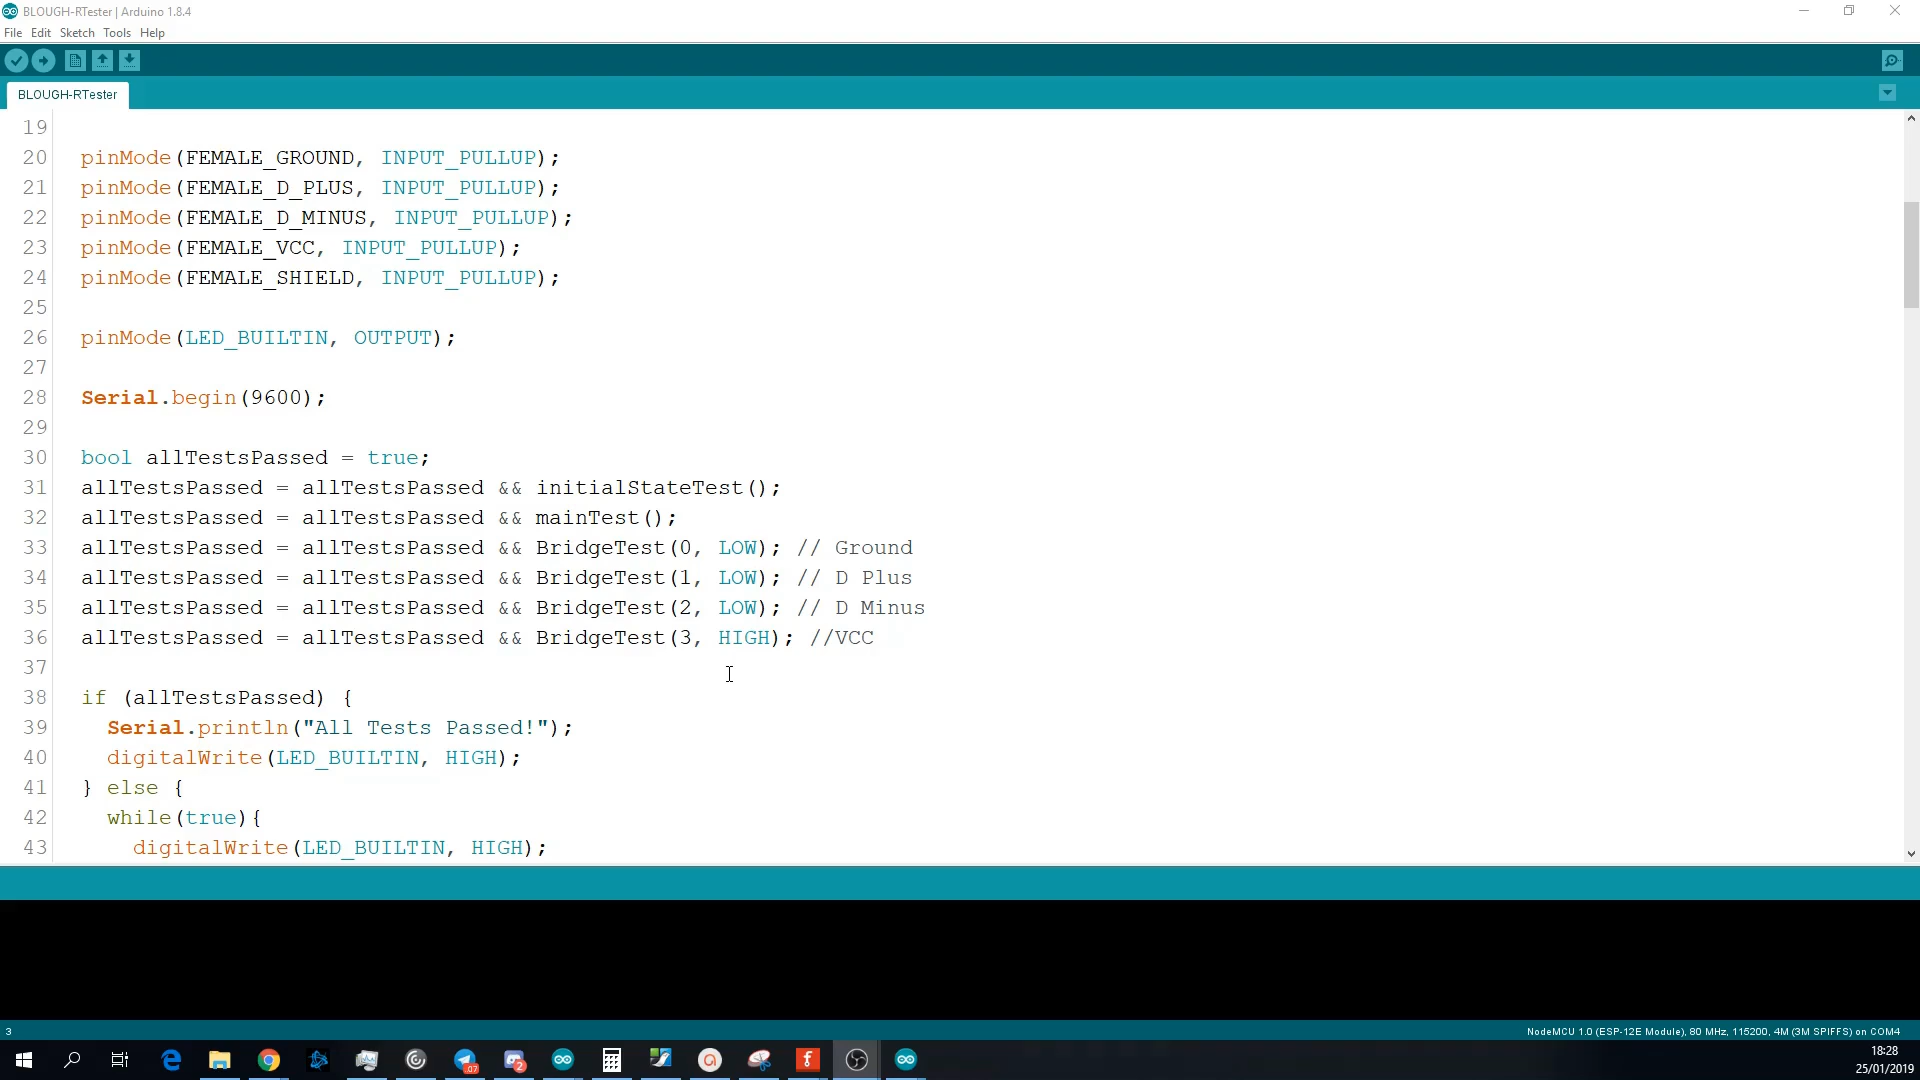 BLOUGH-RTester | Arduino 1.8.4
File Edit Sketch Tools Help
BLOUGH-RTester
19
20 pinMode(FEMALE_GROUND, INPUT_PULLUP);
21 pinMode(FEMALE_D_PLUS, INPUT_PULLUP);
22 pinMode(FEMALE_D_MINUS, INPUT_PULLUP);
23 pinMode(FEMALE_VCC, INPUT_PULLUP);
24 pinMode(FEMALE_SHIELD, INPUT_PULLUP);
25
26 pinMode(LED_BUILTIN, OUTPUT);
27
28 Serial.begin(9600);
29
30 bool allTestsPassed = true;
31 allTestsPassed = allTestsPassed && initialStateTest();
32 allTestsPassed = allTestsPassed && mainTest();
33 allTestsPassed = allTestsPassed && BridgeTest(0, LOW); // Ground
34 allTestsPassed = allTestsPassed && BridgeTest(1, LOW); // D Plus
35 allTestsPassed = allTestsPassed && BridgeTest(2, LOW); // D Minus
36 allTestsPassed = allTestsPassed && BridgeTest(3, HIGH); //VCC
37
38 if (allTestsPassed) {
39 Serial.println("All Tests Passed!");
40 digitalWrite(LED_BUILTIN, HIGH);
41 } else {
42 while(true){
43 digitalWrite(LED_BUILTIN, HIGH);
3 NodeMCU 1.0 (ESP-12E Module), 80 MHz, 115200, 4M (3M SPIFFS) on COM4
18:28
25/01/2019